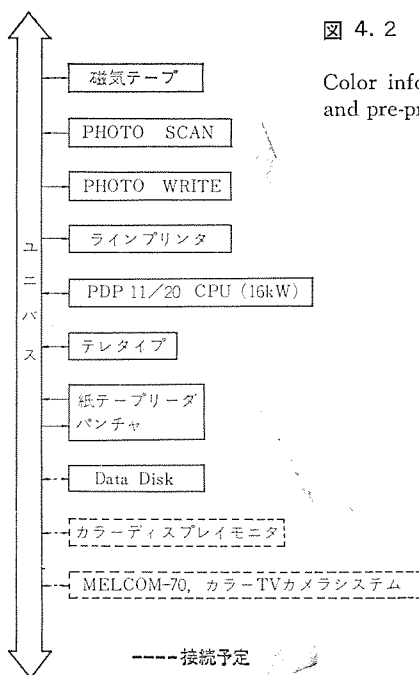 図 4. 2
Color info
and pre-pr
磁気テープ
PHOTO SCAN
PHOTO WRITE
ラインプリンタ
ユニバス
PDP 11／20 CPU (16kW)
テレタイプ
紙テープリーダ
パンチャ
Data Disk
カラーディスプレイモニタ
MELCOM-70, カラーTVカメラシステム
----接続予定